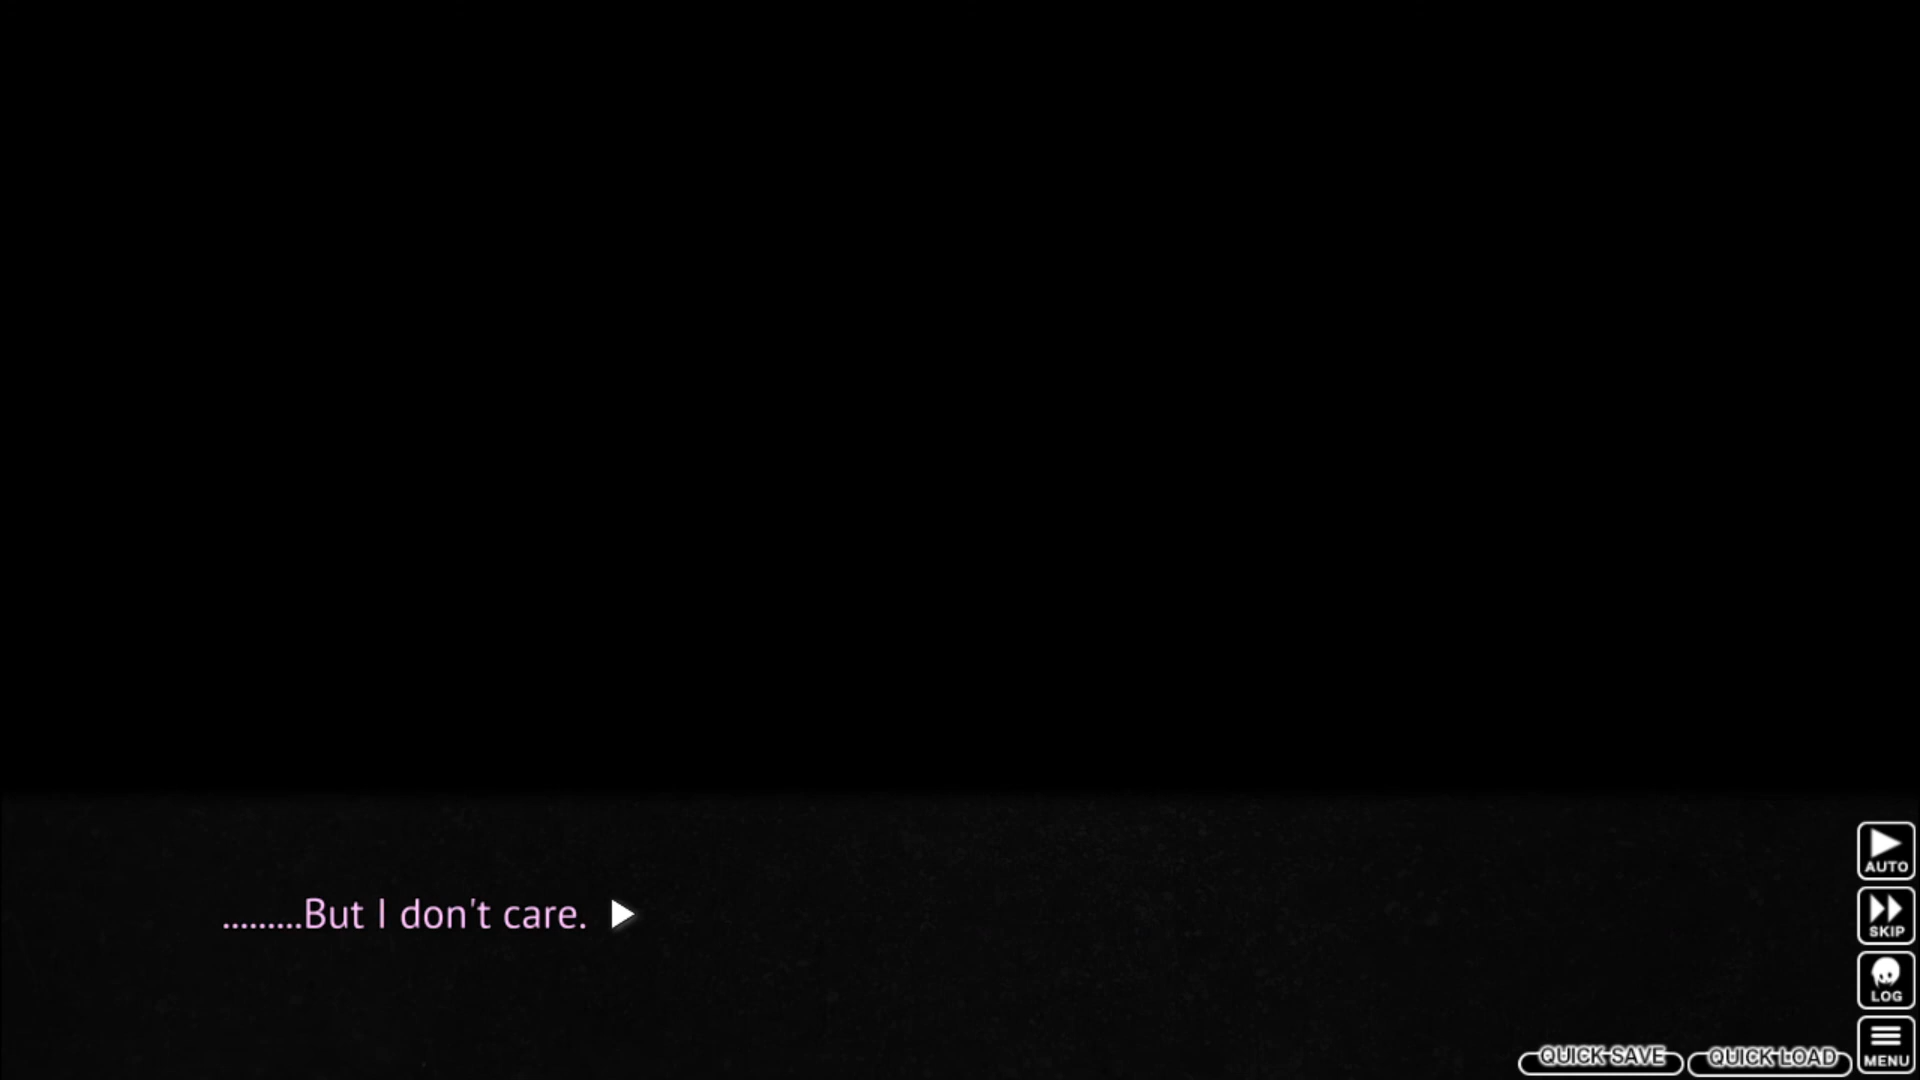 .........But I don't care.
AUTO
SKIP
LOG
MENU
QUICK SAVE
QUICK LOAD